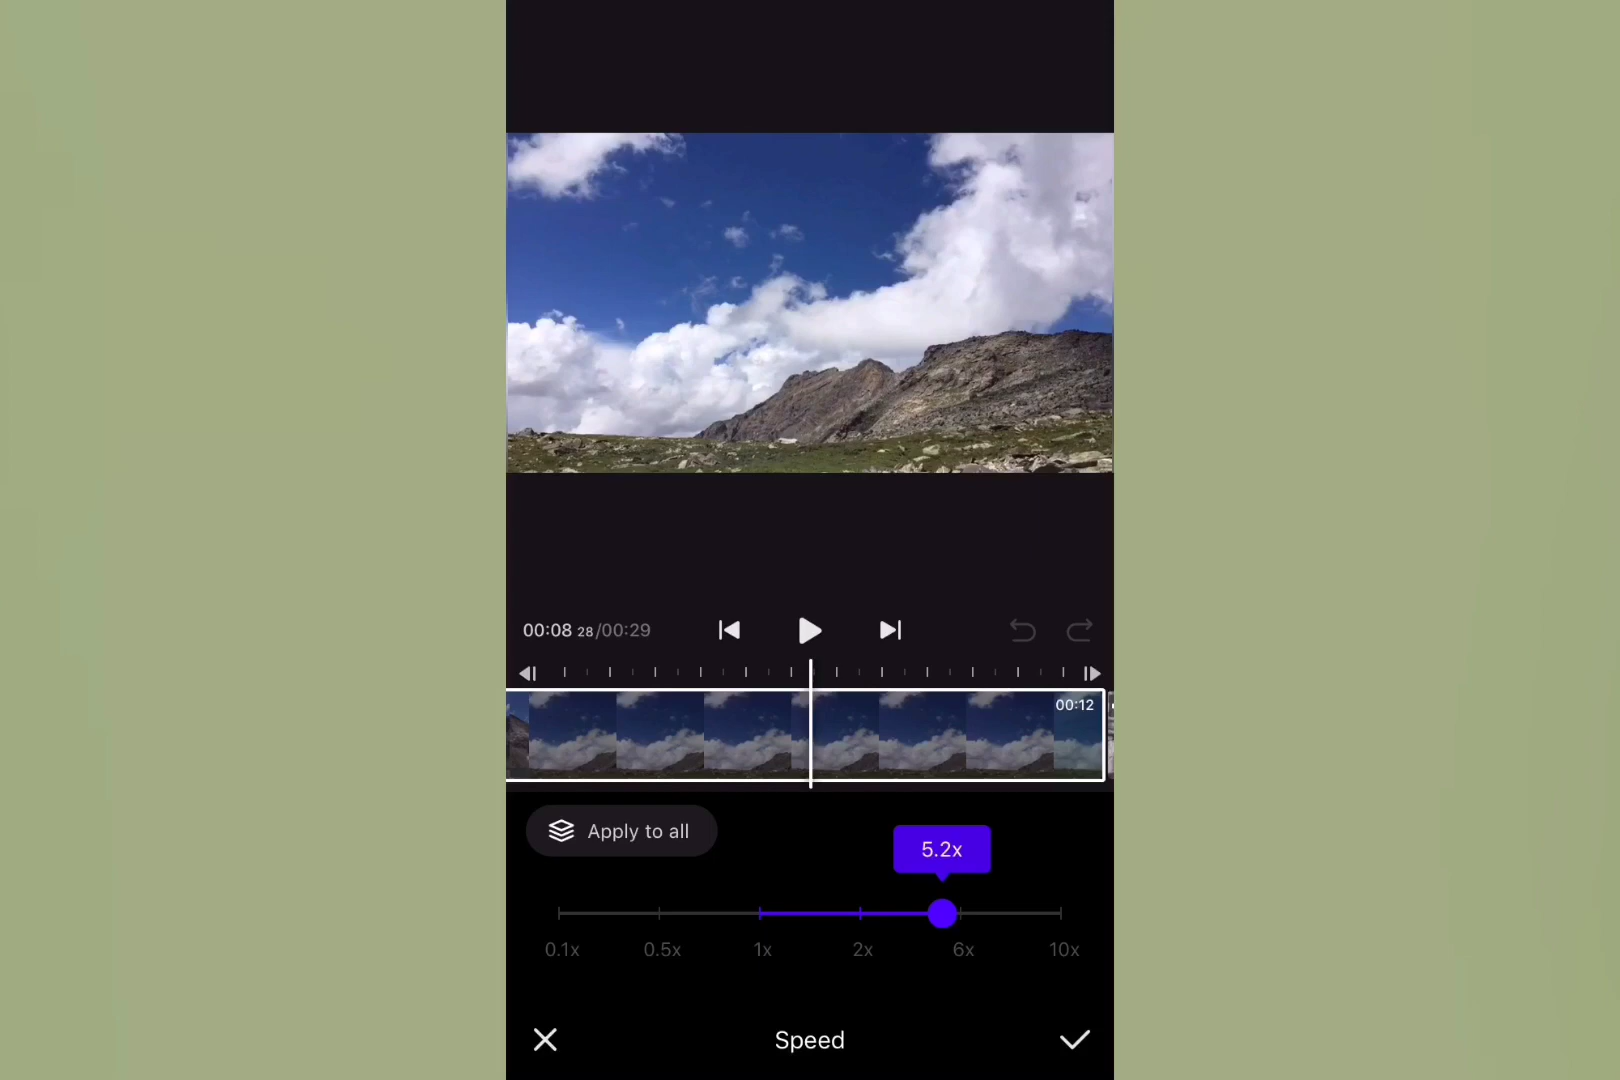 00:08 28/00:29
00:12
Apply to all
5.2x
0.1x 0.5x 1x 2x 6x 10x
Speed